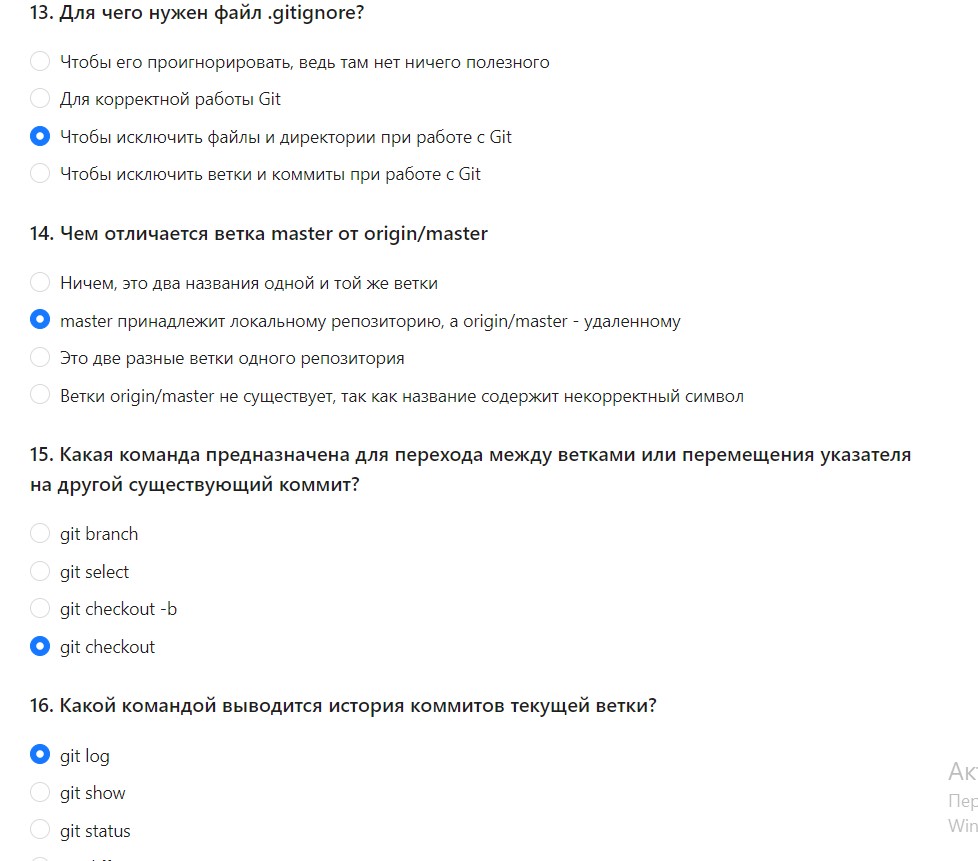 13. Для чего нужен файл .gitignore?
Чтобы его проигнорировать, ведь там нет ничего полезного
Для корректной работы Git
Чтобы исключить файлы и директории при работе с Git
Чтобы исключить ветки и коммиты при работе с Git
14. Чем отличается ветка master от origin/master
Ничем, это два названия одной и той же ветки
master принадлежит локальному репозиторию, а origin/master - удаленному
Это две разные ветки одного репозитория
Ветки origin/master не существует, так как название содержит некорректный символ
15. Какая команда предназначена для перехода между ветками или перемещения указателя
на другой существующий коммит?
git branch
git select
git checkout -b
git checkout
16. Какой командой выводится история коммитов текущей ветки?
git log
git show
git status